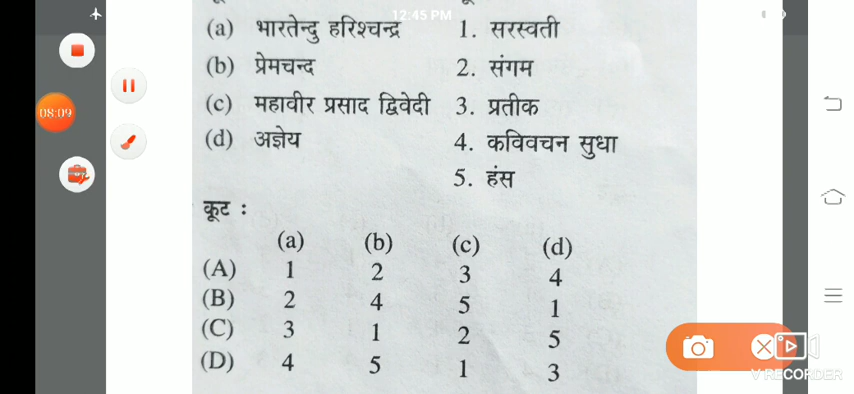 12:45 PM
(a) भारतेन्दु हरिश्चन्द्र 1. सरस्वती
(b) प्रेमचन्द 2. संगम
(c) महावीर प्रसाद द्विवेदी 3. प्रतीक
(d) अज्ञेय 4. कविवचन सुधा
5. हंस
कूट :
(a) (b) (c) (d)
(A) 1 2 3 4
(B) 2 4 5 1
(C) 3 1 2 5
(D) 4 5 1 3
08:09
V RECORDER